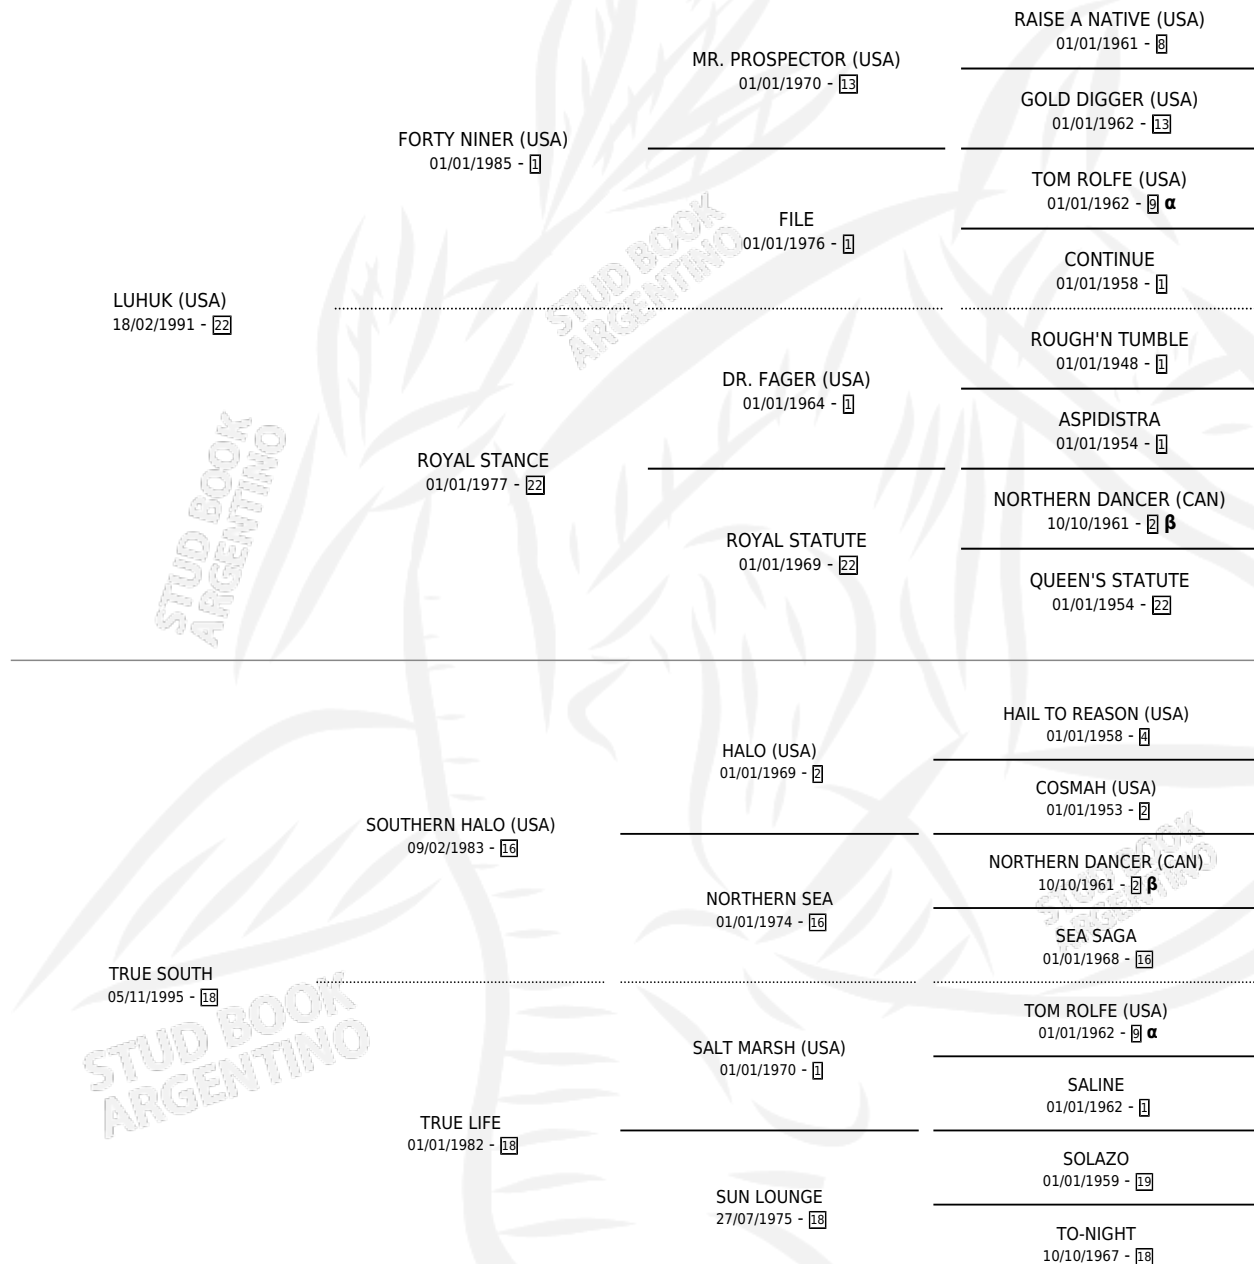 RAISE A NATIVE (USA)
01/01/1961 - 8
MR. PROSPECTOR (USA)
01/01/1970 - 13
GOLD DIGGER (USA)
01/01/1962 - 13
FORTY NINER (USA)
01/01/1985 - 1
TOM ROLFE (USA)
01/01/1962 - 9 α
FILE
01/01/1976 - 1
CONTINUE
01/01/1958 - 1
LUHUK (USA)
18/02/1991 - 22
ROUGH'N TUMBLE
01/01/1948 - 1
DR. FAGER (USA)
01/01/1964 - 1
ASPIDISTRA
01/01/1954 - 1
ROYAL STANCE
01/01/1977 - 22
NORTHERN DANCER (CAN)
10/10/1961 - 2 β
ROYAL STATUTE
01/01/1969 - 22
QUEEN'S STATUTE
01/01/1954 - 22
HAIL TO REASON (USA)
01/01/1958 - 4
HALO (USA)
01/01/1969 - 2
COSMAH (USA)
01/01/1953 - 2
SOUTHERN HALO (USA)
09/02/1983 - 16
NORTHERN DANCER (CAN)
10/10/1961 - 2 β
NORTHERN SEA
01/01/1974 - 16
SEA SAGA
01/01/1968 - 16
TRUE SOUTH
05/11/1995 - 18
TOM ROLFE (USA)
01/01/1962 - 9 α
SALT MARSH (USA)
01/01/1970 - 1
SALINE
01/01/1962 - 1
TRUE LIFE
01/01/1982 - 18
SOLAZO
01/01/1959 - 19
SUN LOUNGE
27/07/1975 - 18
TO-NIGHT
10/10/1967 - 18
STUD BOOK
ARGENTINO
STUD BOOK
ARGENTINO
STUD BOOK
ARGENTINO
STUD BOOK
ARGENTINO